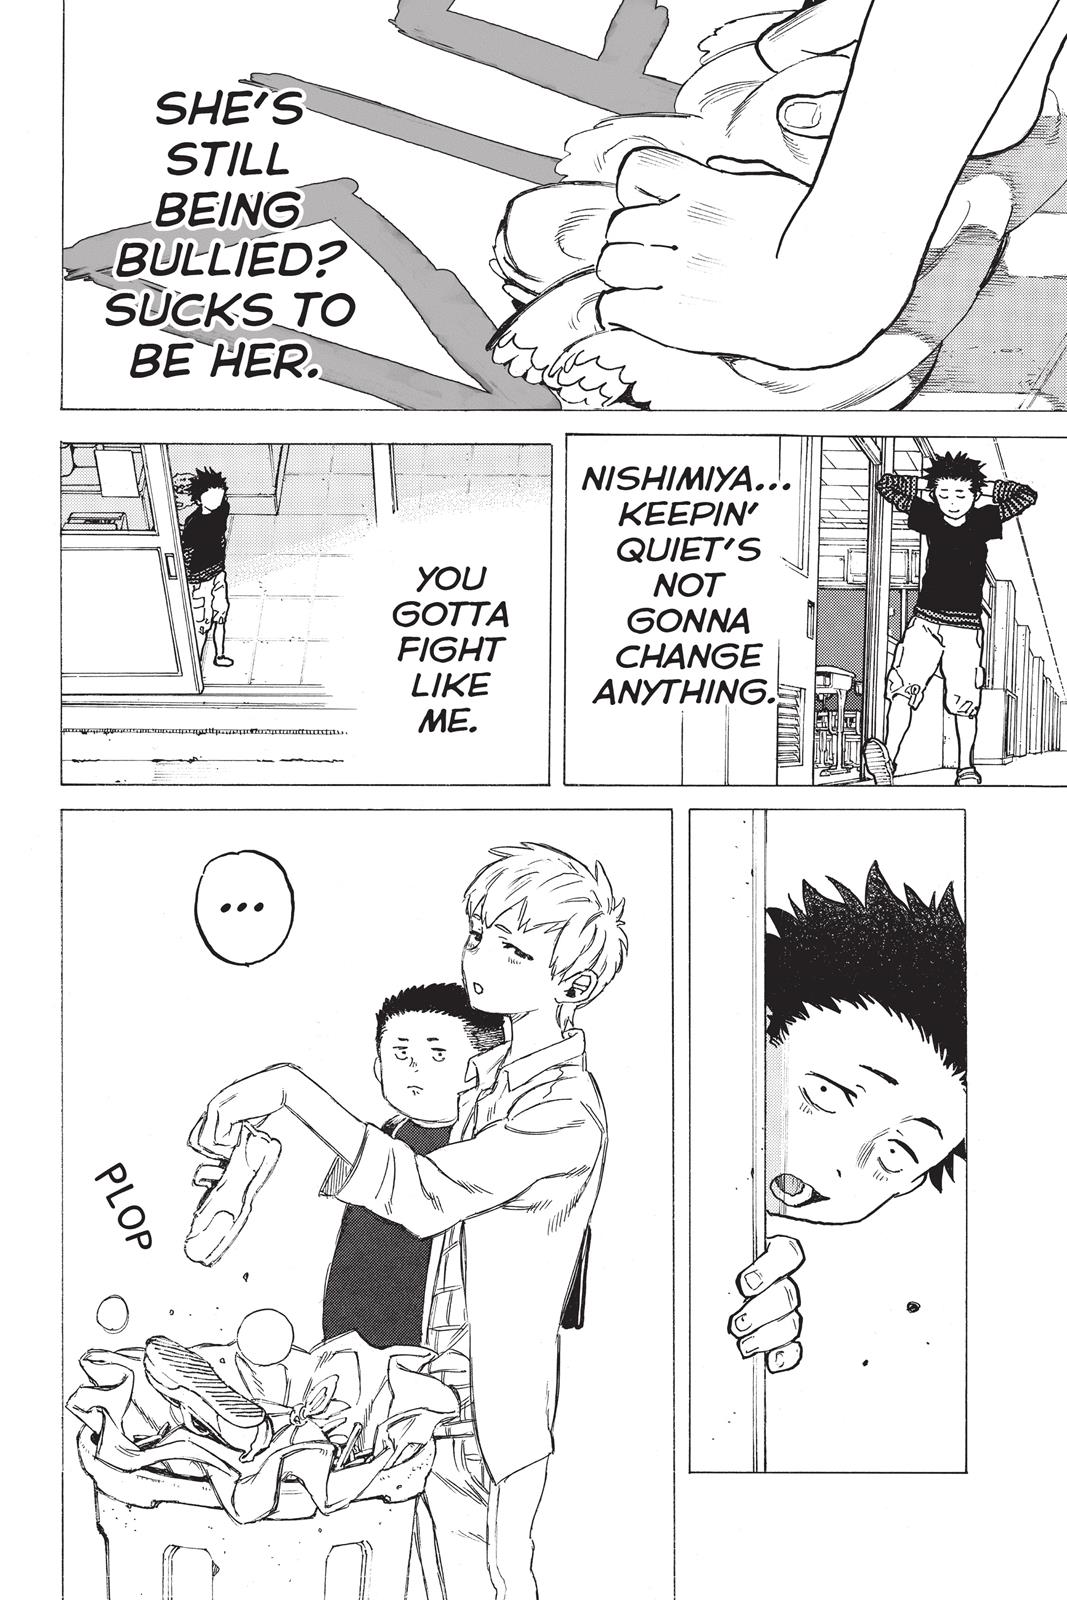 SHE'S
STILL
BEING
BULLIED?
SUCKS TO
BE HER.
NISHIMIYA...
KEEPIN'
QUIET'S
NOT
GONNA
CHANGE
ANYTHING.
YOU
GOTTA
FIGHT
LIKE
ME.
...
PLOP